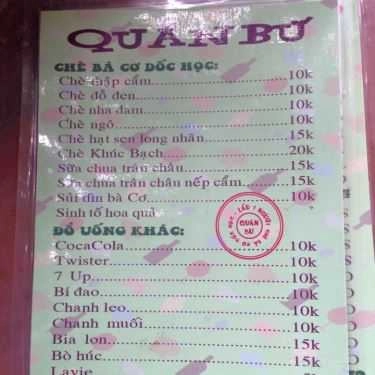 QUÁN BỨ
CHÈ BÀ CƠ DỐC HỌC:
Chè thập cẩm 10k
Chè đỗ đen 10k
Chè nha đam 10k
Chè ngô 10k
Chè hạt sen long nhãn 15k
Chè Khúc Bạch 20k
Sữa chua trân châu 15k
Sữa chua trân châu nếp cẩm 15k
Sủi dìn bà Cơ 10k
Sinh tố hoa quả
QUÁN BỨ
ĐỒ UỐNG KHÁC:
CocaCola 10k
Twister 10k
7 Up 10k
Bí đao 10k
Chanh leo 10k
Chanh muối 10k
Bia lon 15k
Bò húc 15k
Lavie